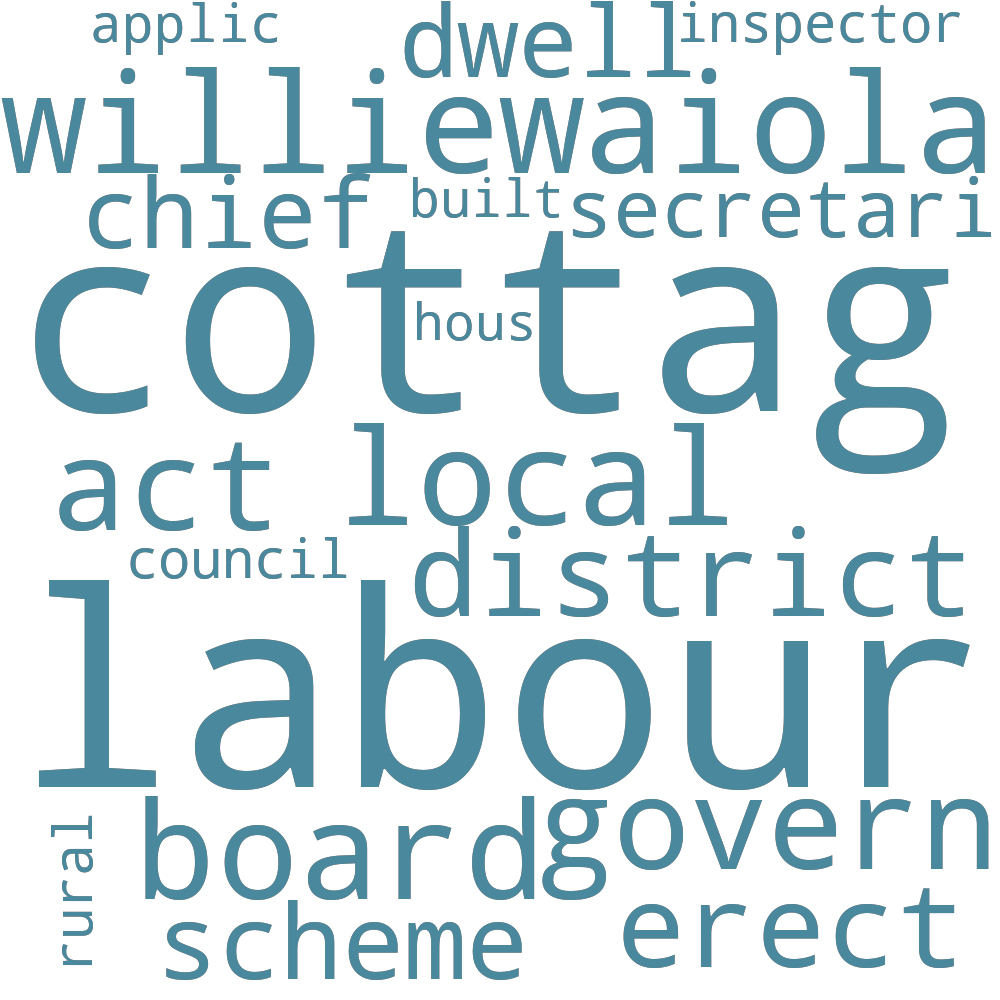 applic dwell inspector
williewaiola
chief built secretari
cottag
hous
act local
council district
labour
rural board govern
scheme erect